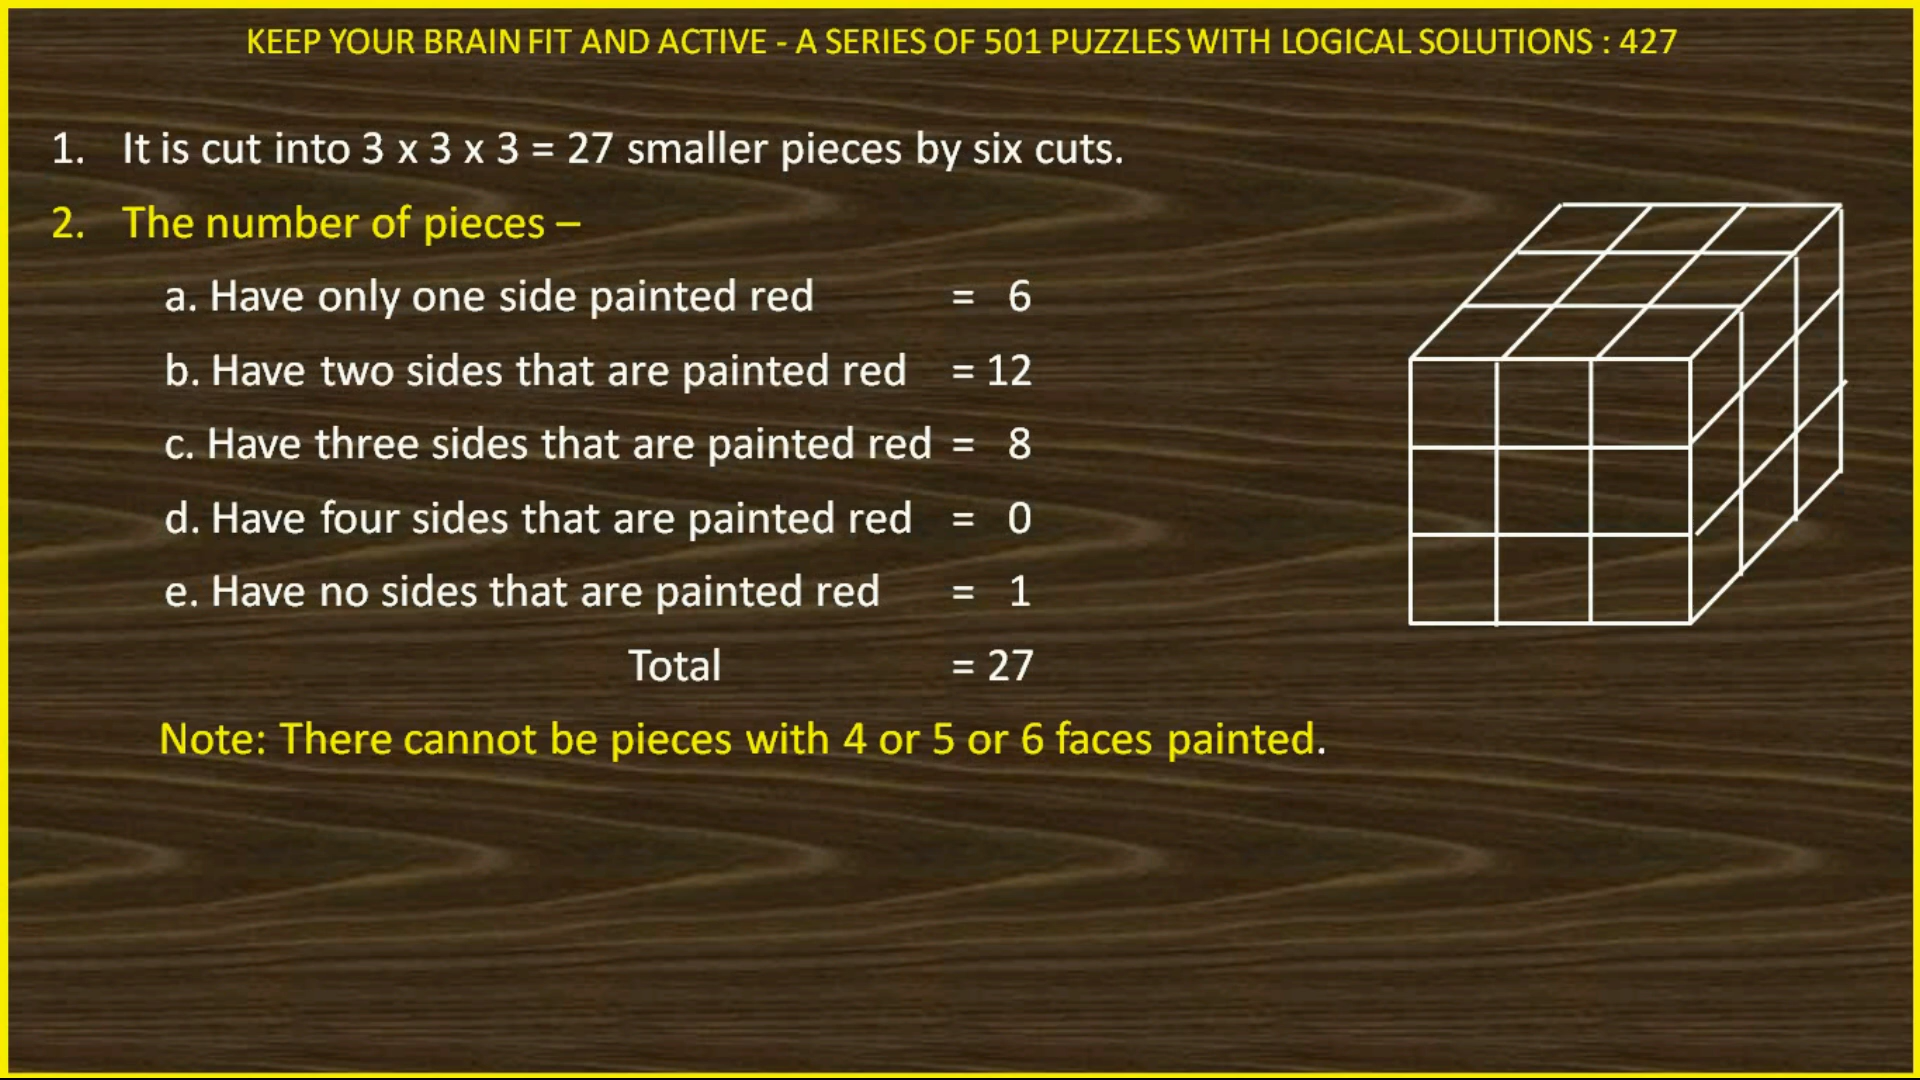 KEEP YOUR BRAIN FIT AND ACTIVE - A SERIES OF 501 PUZZLES WITH LOGICAL SOLUTIONS : 427
1. It is cut into 3 x 3 x 3 = 27 smaller pieces by six cuts.
2. The number of pieces –
a. Have only one side painted red = 6
b. Have two sides that are painted red = 12
c. Have three sides that are painted red = 8
d. Have four sides that are painted red = 0
e. Have no sides that are painted red = 1
Total = 27
Note: There cannot be pieces with 4 or 5 or 6 faces painted.